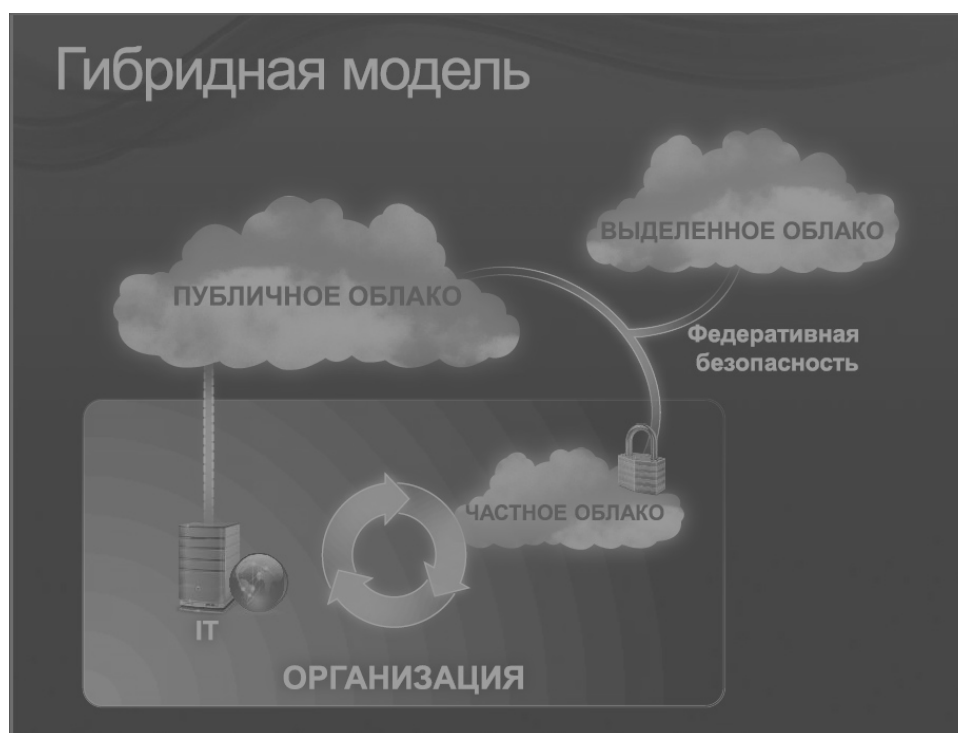 Гибридная модель
ВЫДЕЛЕННОЕ ОБЛАКО
ПУБЛИЧНОЕ ОБЛАКО
Федеративная
безопасность
ЧАСТНОЕ ОБЛАКО
IT
ОРГАНИЗАЦИЯ